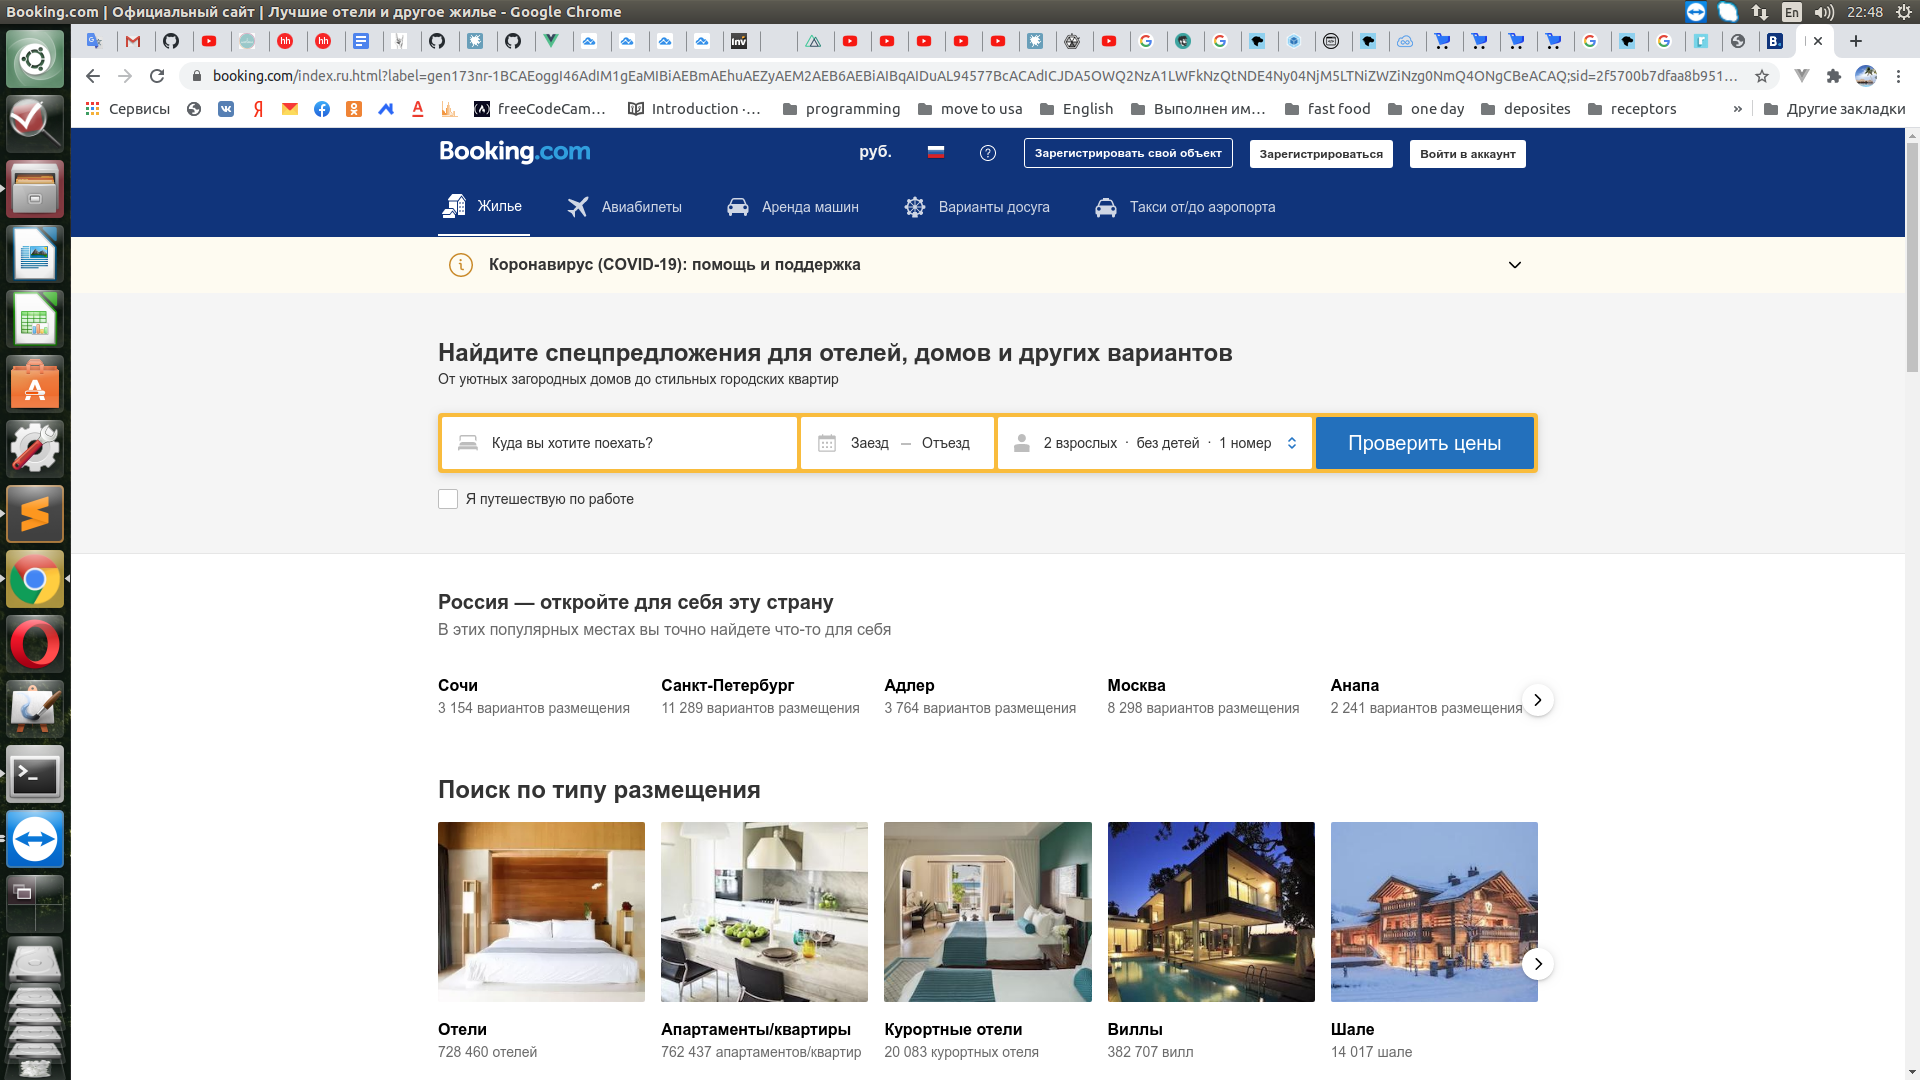 Booking.com | Официальный сайт | Лучшие отели и другое жилье - Google Chrome
En
22:48
booking.com/index.ru.html?label=gen173nr-1BCAEoggI46AdIM1gEaMIBiAEBmAEhuAEZyAEM2AEB6AEBiAIBqAIDuAL94577BcACAdICJDA5OWQ2NzA1LWFkNzQtNDE4Ny04NjM5LTNiZWZiNzg0NmQ4ONgCBeACAQ;sid=2f5700b7dfaa8b951...
Сервисы
freeCodeCam...
Introduction ·...
programming
move to usa
English
Выполнен им...
fast food
one day
deposites
receptors
»
Другие закладки
Booking.com
руб.
Зарегистрировать свой объект
Зарегистрироваться
Войти в аккаунт
Жилье
Авиабилеты
Аренда машин
Варианты досуга
Такси от/до аэропорта
Коронавирус (COVID-19): помощь и поддержка
Найдите спецпредложения для отелей, домов и других вариантов
От уютных загородных домов до стильных городских квартир
Куда вы хотите поехать?
Заезд — Отъезд
2 взрослых · без детей · 1 номер
Проверить цены
Я путешествую по работе
Россия — откройте для себя эту страну
В этих популярных местах вы точно найдете что-то для себя
Сочи
3 154 вариантов размещения
Санкт-Петербург
11 289 вариантов размещения
Адлер
3 764 вариантов размещения
Москва
8 298 вариантов размещения
Анапа
2 241 вариантов размещения
Поиск по типу размещения
Отели
728 460 отелей
Апартаменты/квартиры
762 437 апартаментов/квартир
Курортные отели
20 083 курортных отеля
Виллы
382 707 вилл
Шале
14 017 шале